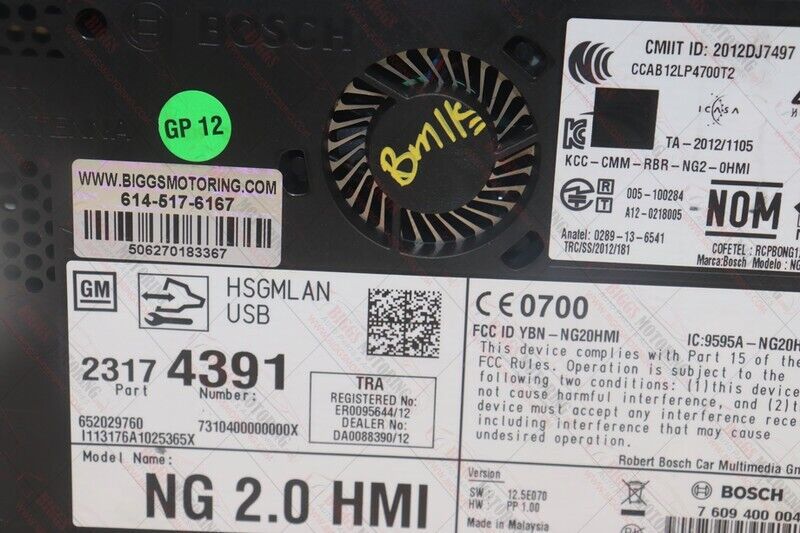 BOSCH
GP 12
Bm1k
WWW.BIGGSMOTORING.COM
614-517-6167
506270183367
CMIIT ID: 2012DJ7497
CCAB12LP4700T2
ICASA
TA-2012/1105
KCC-CMM-RBR-NG2-0HMI
R
T
005-100284
A12-0218005
NOM
Anatel: 0289-13-6541
TRC/SS/2012/181
COFETEL: RCPBONG1
Marca:Bosch Modelo: NG
GM
HSGMLAN
USB
2317 4391
Part Number:
652029760 7310400000000X
I113176A1025365X
TRA
REGISTERED No:
ER0095644/12
DEALER No:
DA0088390/12
Model Name:
NG 2.0 HMI
CE0700
FCC ID YBN-NG20HMI IC:9595A-NG20H
This device complies with Part 15 of the
FCC Rules. Operation is subject to the
following two conditions: (1)this device
not cause harmful interference, and (2)t
must accept any interference rece
including interference that may cause
undesired operation.
Robert Bosch Car Multimedia Gm
Version
SW: 12.5E070
HW: PP 1.00
Made in Malaysia
BOSCH
7 609 400 004